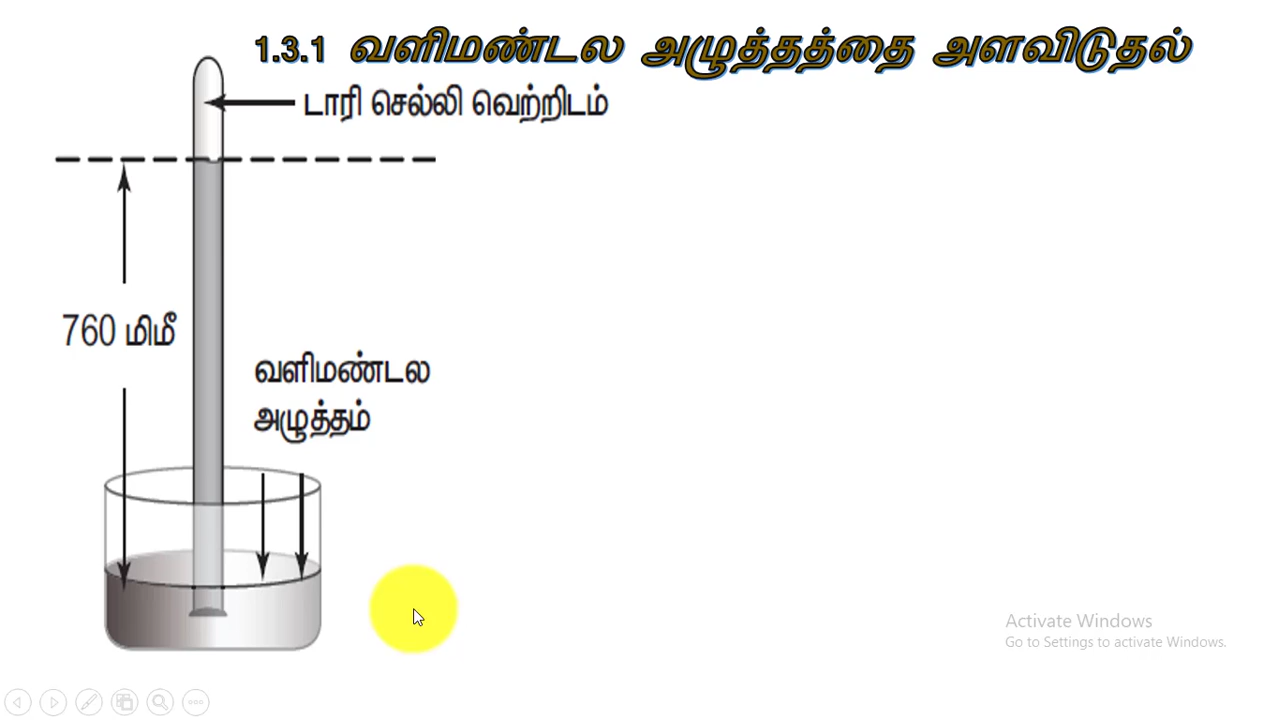 1.3.1 வளிமண்டல அழுத்தத்தை அளவிடுதல்
டாரி செல்லி வெற்றிடம்
760 மிமீ
வளிமண்டல
அழுத்தம்
Activate Windows
Go to Settings to activate Windows.